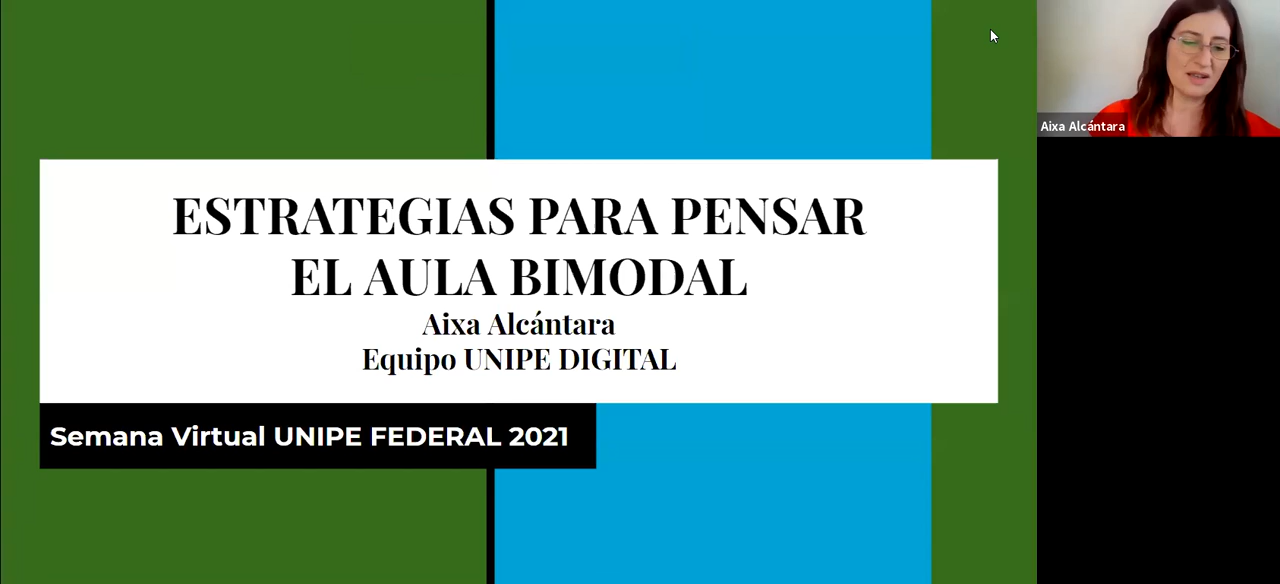 ESTRATEGIAS PARA PENSAR
EL AULA BIMODAL
Aixa Alcántara
Equipo UNIPE DIGITAL
Semana Virtual UNIPE FEDERAL 2021
Aixa Alcántara